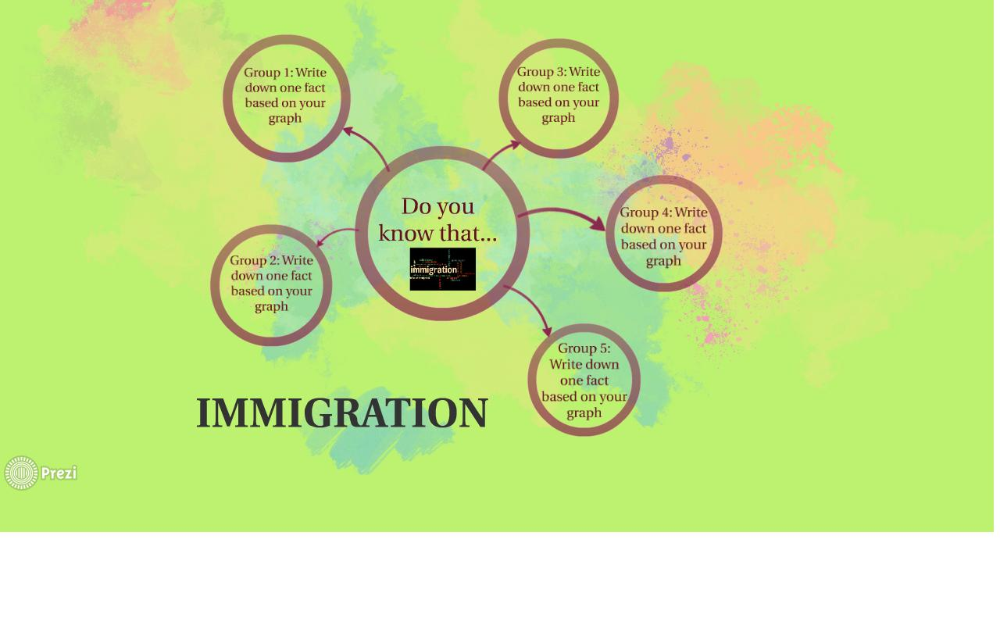 Group 1: Write
down one fact
based on your
graph
Group 3: Write
down one fact
based on your
graph
Do you
know that...
immigration
Group 4: Write
down one fact
based on your
graph
Group 2: Write
down one fact
based on your
graph
Group 5:
Write down
one fact
based on your
graph
IMMIGRATION
Prezi